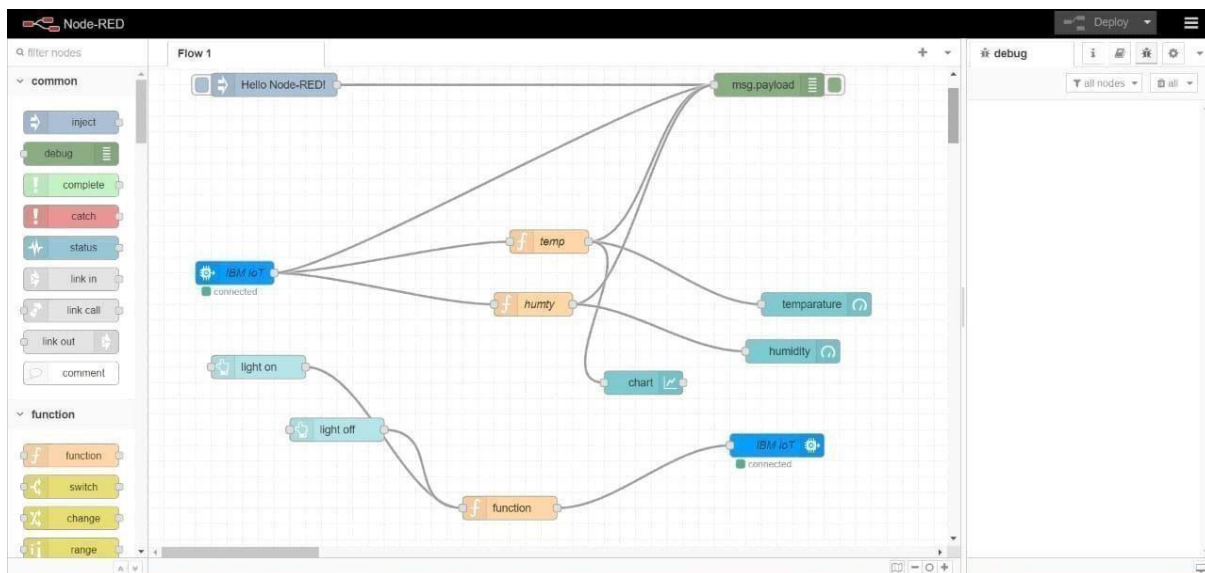 Node-RED
Deploy
filter nodes
Flow 1
debug
i
all nodes
all
common
inject
debug
complete
catch
status
link in
link call
link out
comment
function
function
switch
change
range
Hello Node-RED!
msg.payload
temp
IBM IoT
connected
humty
temparature
humidity
light on
chart
light off
IBM IoT
connected
function